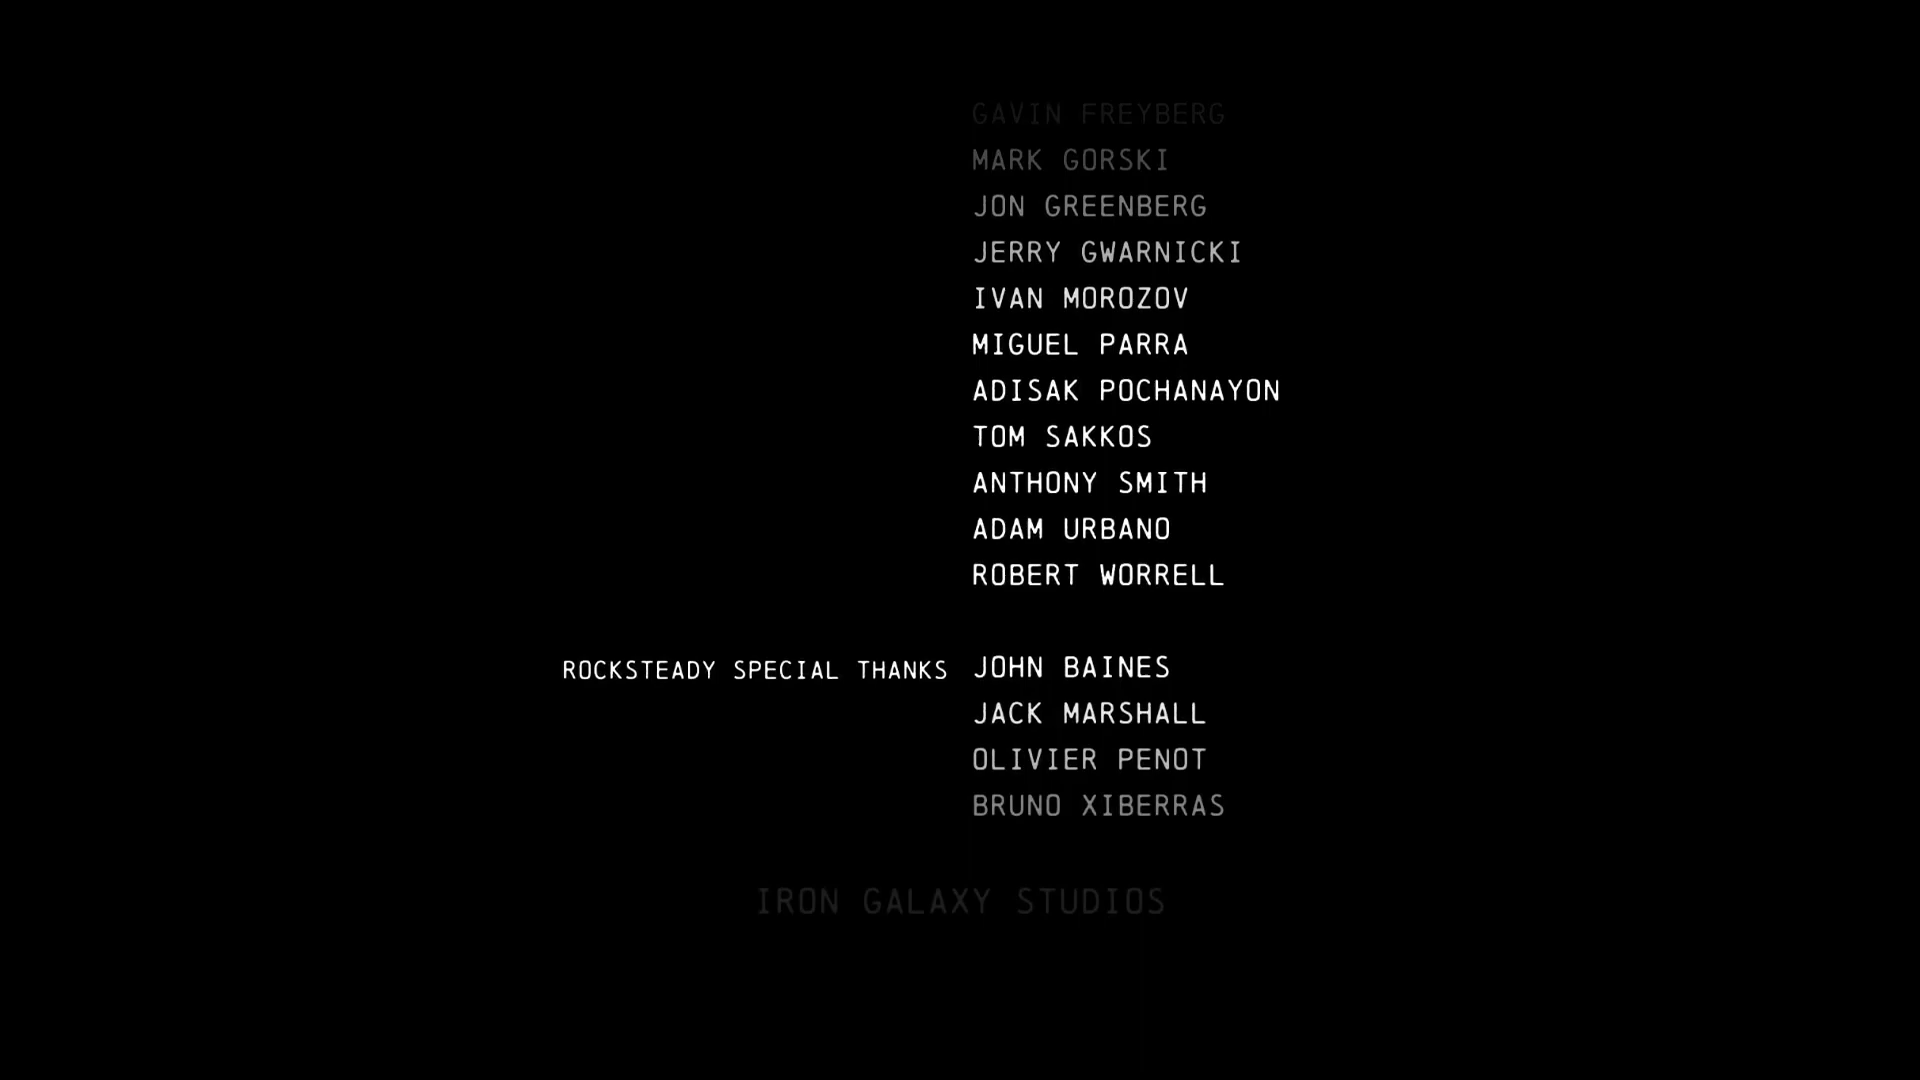 GAVIN FREYBERG
MARK GORSKI
JON GREENBERG
JERRY GWARNICKI
IVAN MOROZOV
MIGUEL PARRA
ADISAK POCHANAYON
TOM SAKKOS
ANTHONY SMITH
ADAM URBANO
ROBERT WORRELL
ROCKSTEADY SPECIAL THANKS JOHN BAINES
JACK MARSHALL
OLIVIER PENOT
BRUNO XIBERRAS
IRON GALAXY STUDIOS